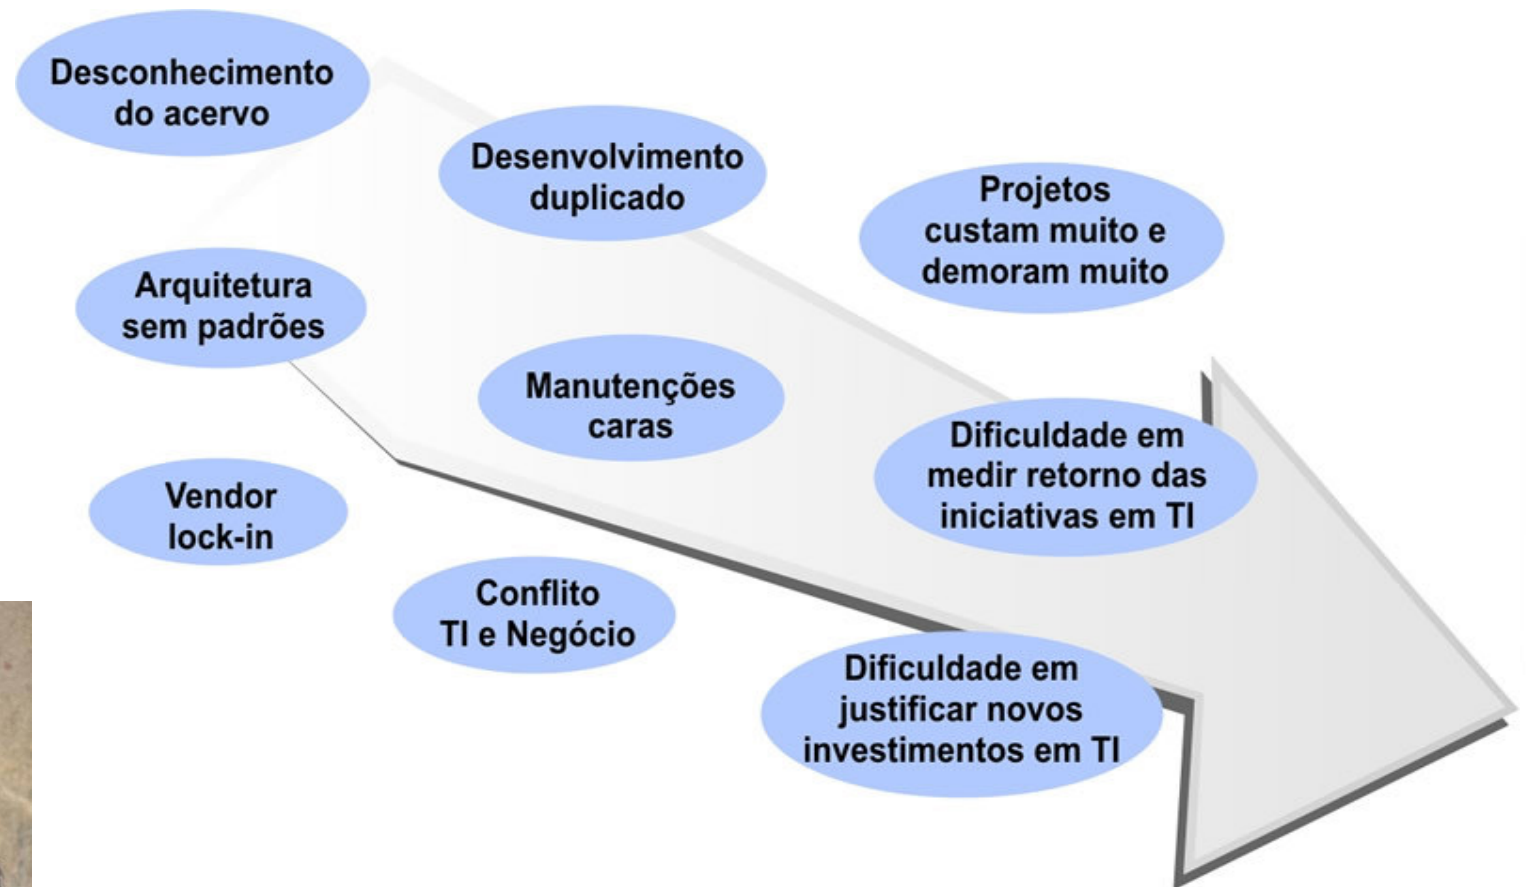 Desconhecimento
do acervo
Desenvolvimento
duplicado
Projetos
custam muito e
demoram muito
Arquitetura
sem padrões
Manutenções
caras
Dificuldade em
medir retorno das
iniciativas em TI
Vendor
lock-in
Conflito
TI e Negócio
Dificuldade em
justificar novos
investimentos em TI